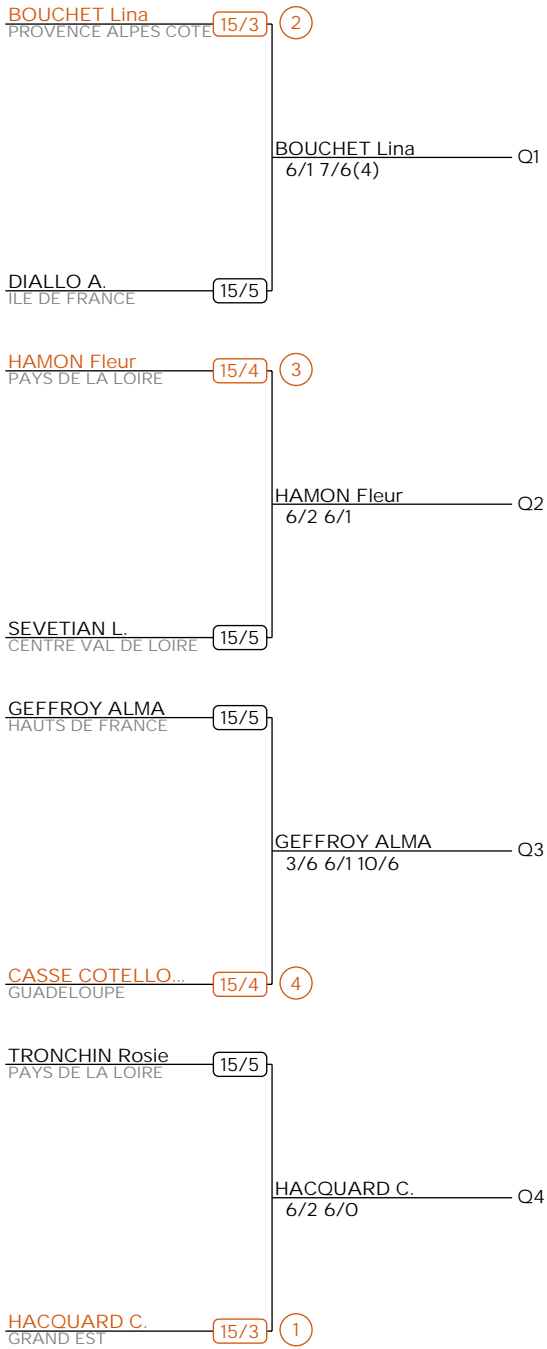 BOUCHET Lina 15/3 2
PROVENCE ALPES COTE
BOUCHET Lina Q1
6/1 7/6(4)
DIALLO A. 15/5
ILE DE FRANCE
HAMON Fleur 15/4 3
PAYS DE LA LOIRE
HAMON Fleur Q2
6/2 6/1
SEVETIAN L. 15/5
CENTRE VAL DE LOIRE
GEFFROY ALMA 15/5
HAUTS DE FRANCE
GEFFROY ALMA Q3
3/6 6/1 10/6
CASSE COTELLO... 15/4 4
GUADELOUPE
TRONCHIN Rosie 15/5
PAYS DE LA LOIRE
HACQUARD C. Q4
6/2 6/0
HACQUARD C. 15/3 1
GRAND EST